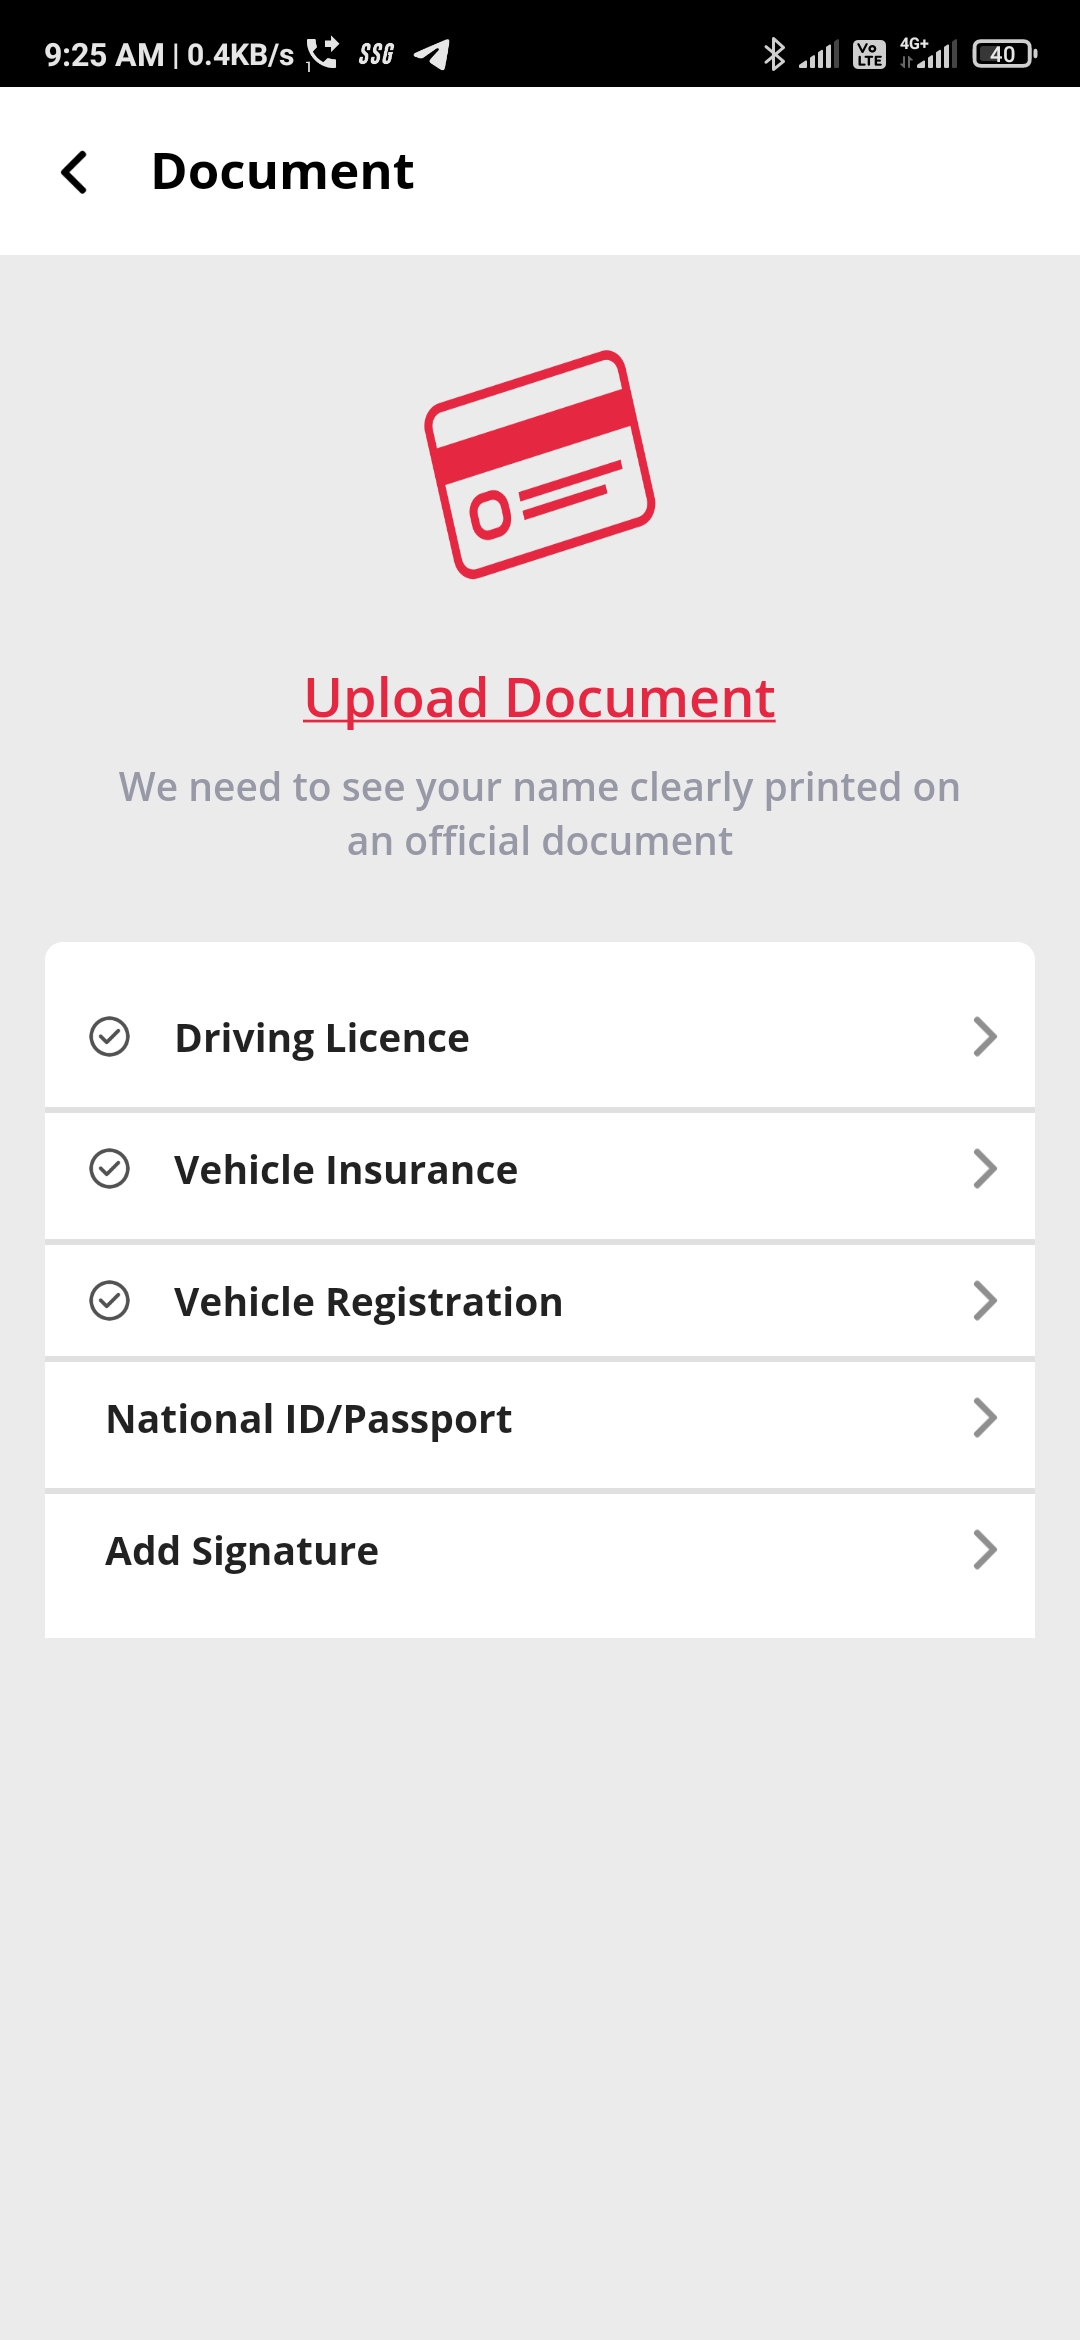 9:25 AM | 0.4KB/s 1 SSG Vo LTE 4G+ 40
Document
Upload Document
We need to see your name clearly printed on
an official document
Driving Licence
Vehicle Insurance
Vehicle Registration
National ID/Passport
Add Signature